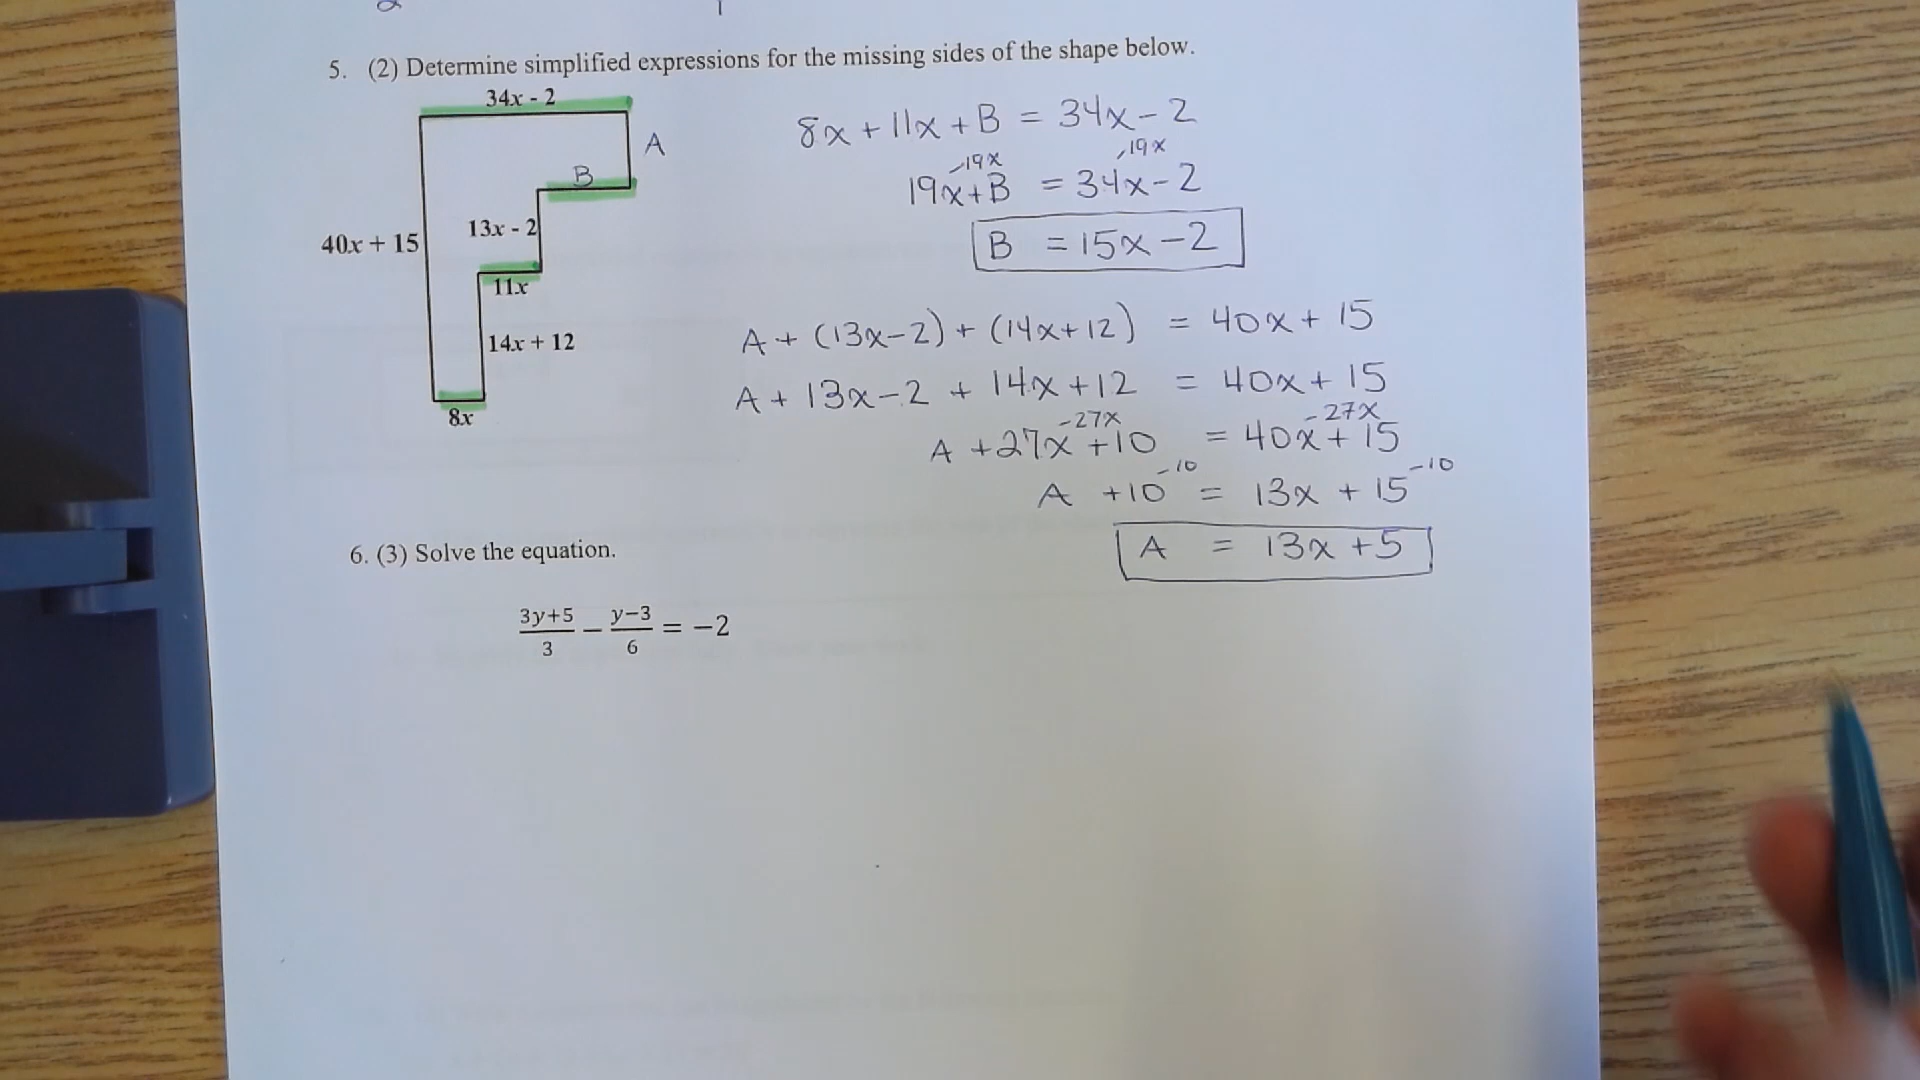 5. (2) Determine simplified expressions for the missing sides of the shape below.
34x - 2
A
B
40x + 15
13x - 2
11x
14x + 12
8x
8x + 11x + B = 34x - 2
-19x -19x
19x + B = 34x - 2
B = 15x - 2
A + (13x - 2) + (14x + 12) = 40x + 15
A + 13x - 2 + 14x + 12 = 40x + 15
-27x -27x
A + 27x + 10 = 40x + 15
-10 -10
A + 10 = 13x + 15
A = 13x + 5
6. (3) Solve the equation.
3y+5/3 − y−3/6 = −2